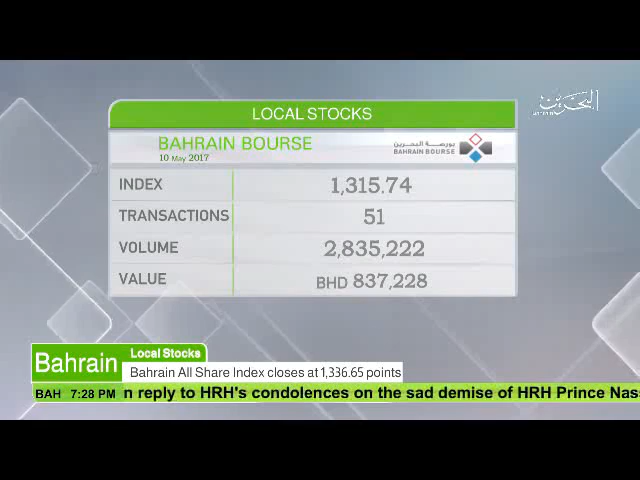 LOCAL STOCKS
البحرين
BAHRAIN BOURSE
10 May 2017
بورصة البحرين
BAHRAIN BOURSE
INDEX 1,315.74
TRANSACTIONS 51
VOLUME 2,835,222
VALUE BHD 837,228
Local Stocks
Bahrain
Bahrain All Share Index closes at 1,336.65 points
BAH 7:28 PM n reply to HRH's condolences on the sad demise of HRH Prince Nas